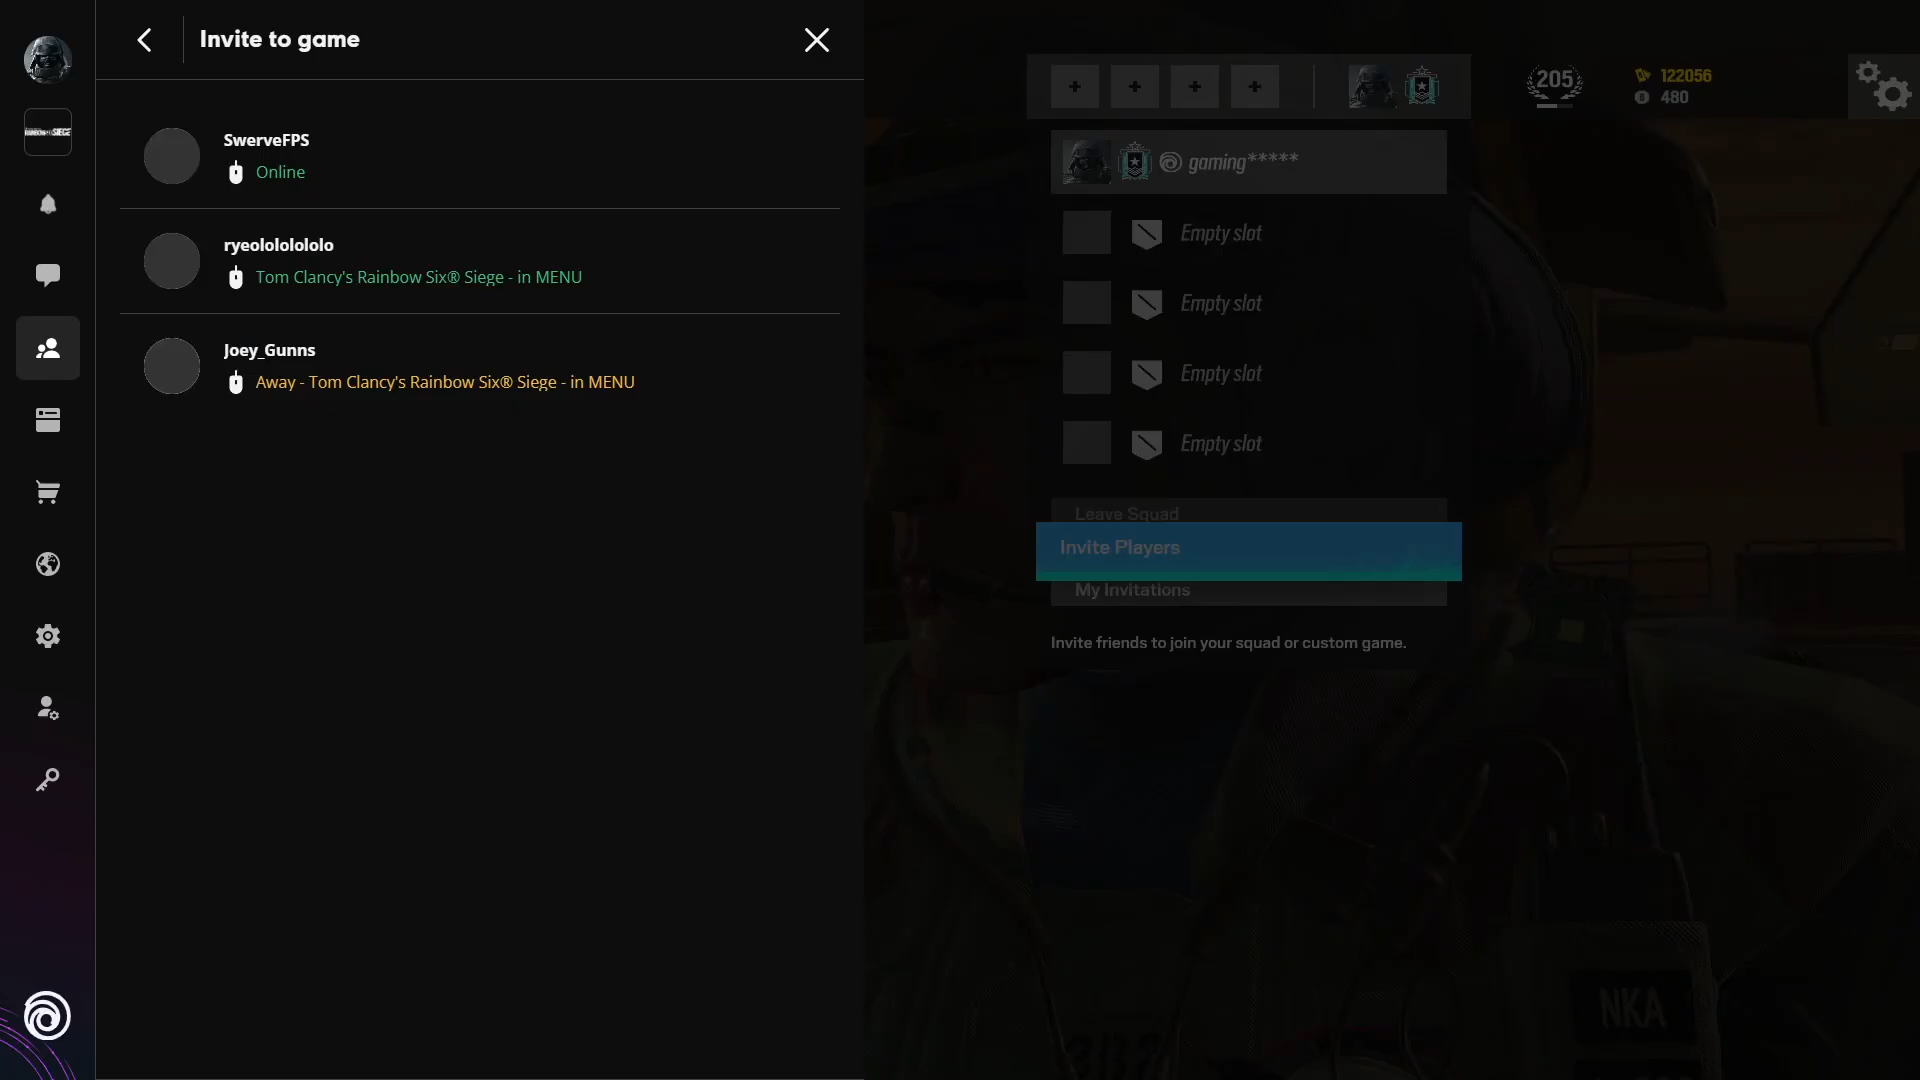 Invite to game
SwerveFPS
Online
ryeololololololo
Tom Clancy's Rainbow Six® Siege - in MENU
Joey_Gunns
Away - Tom Clancy's Rainbow Six® Siege - in MENU
205
122056
480
gaming*****
Empty slot
Empty slot
Empty slot
Empty slot
Leave Squad
Invite Players
My Invitations
Invite friends to join your squad or custom game.
NKA